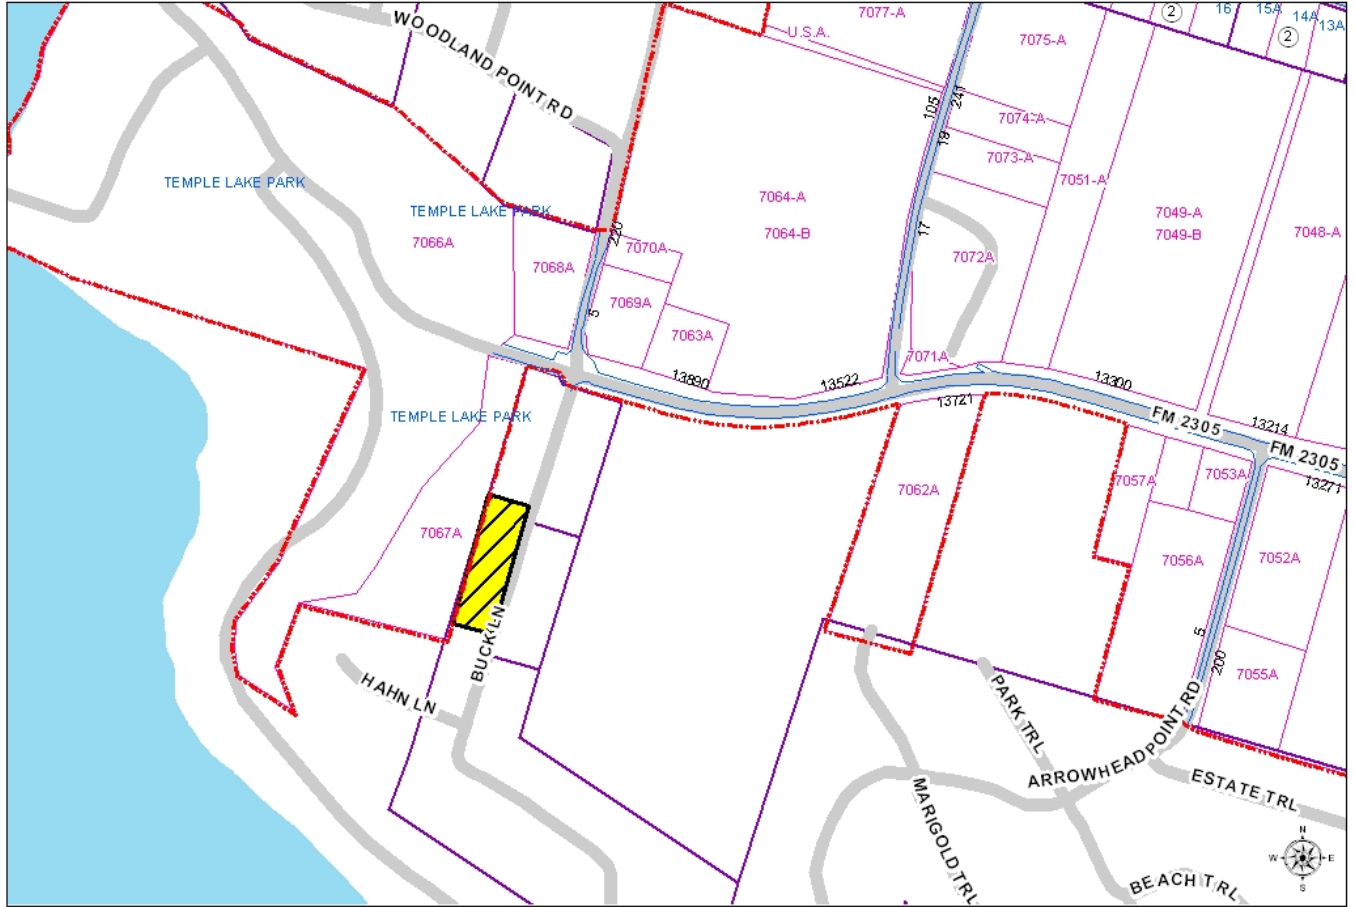 7077-A
2
16
15A
14A
13A
2
U.S.A.
7075-A
WOODLAND POINT RD
105
241
7074-A
19
7073-A
7051-A
TEMPLE LAKE PARK
TEMPLE LAKE PARK
7064-A
7064-B
7049-A
7049-B
7048-A
7066A
220
17
7070A
7068A
7072A
7069A
5
7063A
7071A
13890
13522
13300
13721
TEMPLE LAKE PARK
FM 2305
13214
FM 2305
13271
7057A
7053A
7062A
7067A
7056A
7052A
5
200
7055A
BUCK LN
HAHN LN
PARK TRL
ARROWHEAD POINT RD
ESTATE TRL
MARIGOLD TRL
BEACH TRL
N
W
E
S